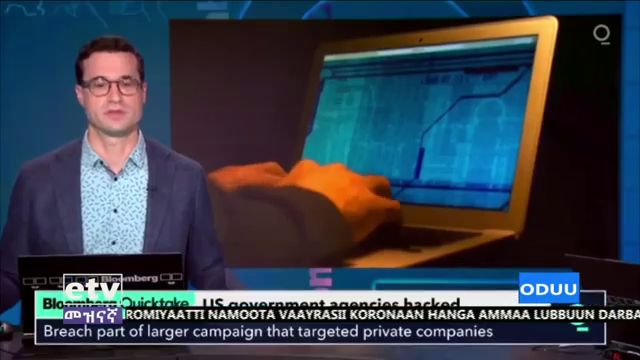 Bloomberg
ODUU
Bloomberg Quicktake US government agencies hacked
etv
መዝናኛ
ROMIYAATTI NAMOOTA VAAYRASII KORONAAN HANGA AMMAA LUBBUUN DARBA
Breach part of larger campaign that targeted private companies